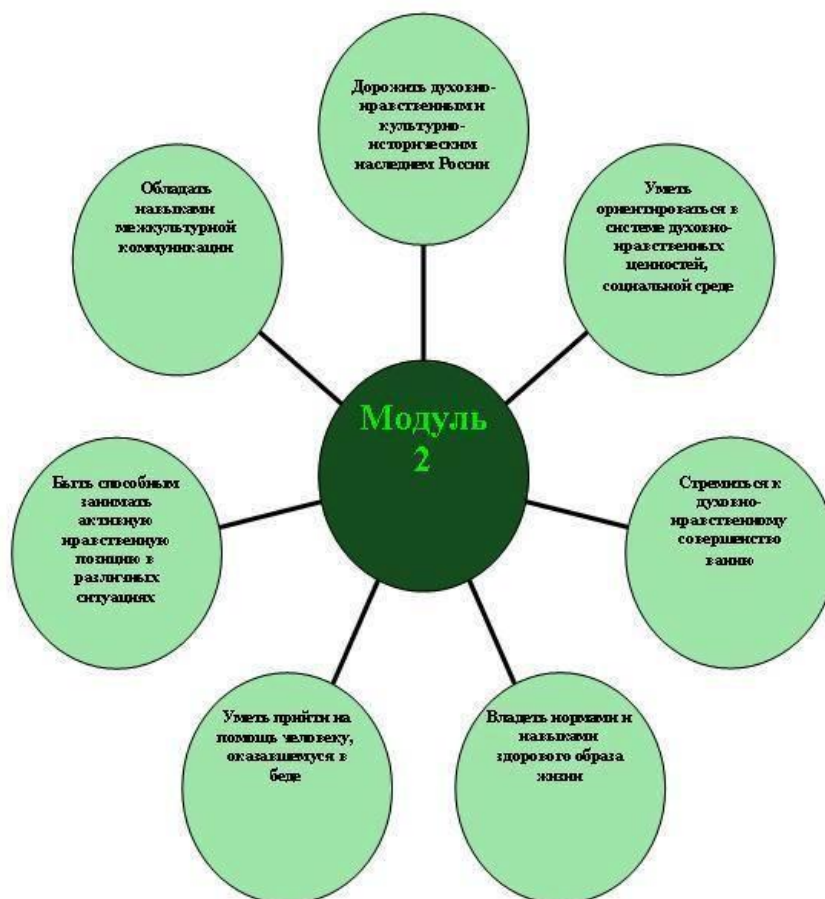 Дорожить духовно-
нравственным и
культурно-
историческим
наследием России
Уметь
ориентироваться в
системе духовно-
нравственных
ценностей,
социальной среде
Стремиться к
духовно-
нравственному
совершенство
ванию
Владеть нормами и
навыками
здорового образа
жизни
Уметь прийти на
помощь человеку,
оказавшемуся в
беде
Быть способным
занимать
активную
нравственную
позицию в
различных
ситуациях
Обладать
навыками
межкультурной
коммуникации
Модуль
2